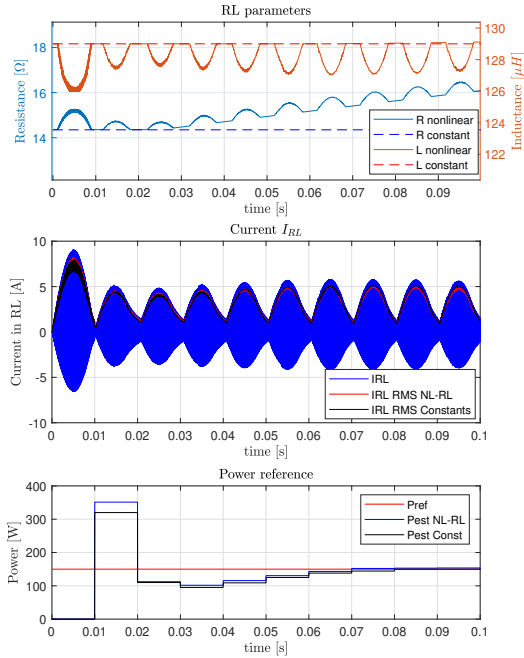 RL parameters
Resistance [Ω]
18
16
14
130
128
126
124
122
Inductance [μH]
R nonlinear
R constant
L nonlinear
L constant
0 0.01 0.02 0.03 0.04 0.05 0.06 0.07 0.08 0.09
time [s]
Current I_RL
Current in RL [A]
10
5
0
-5
-10
IRL
IRL RMS NL-RL
IRL RMS Constants
0 0.01 0.02 0.03 0.04 0.05 0.06 0.07 0.08 0.09 0.1
time [s]
Power reference
Power [W]
400
300
200
100
0
Pref
Pest NL-RL
Pest Const
0 0.01 0.02 0.03 0.04 0.05 0.06 0.07 0.08 0.09 0.1
time [s]